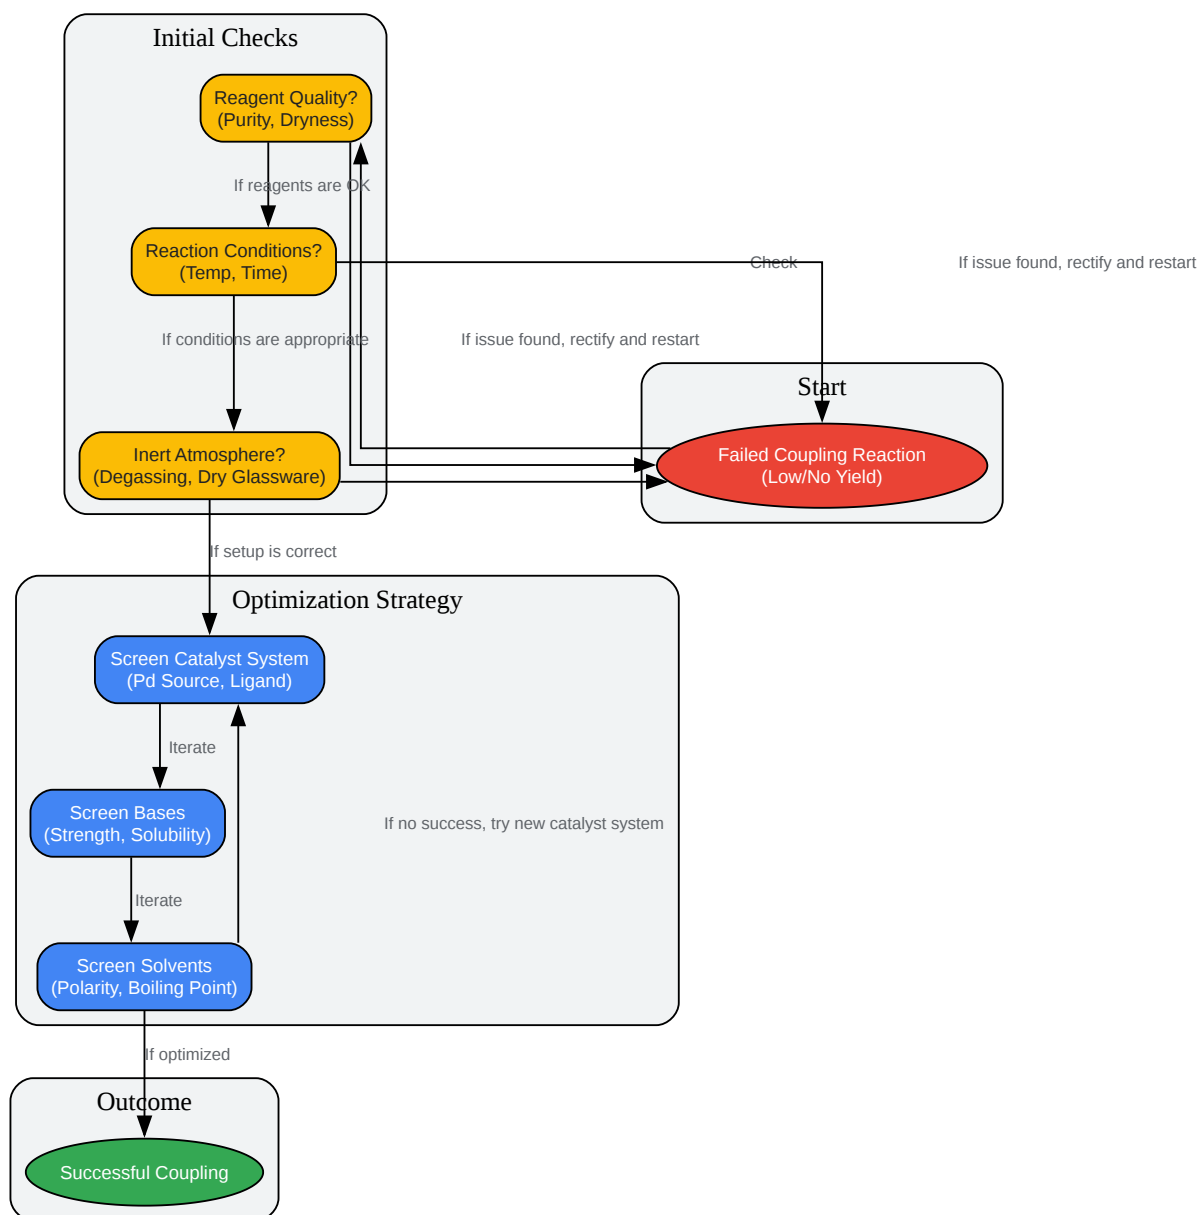 Initial Checks
Reagent Quality?
(Purity, Dryness)
If reagents are OK
Reaction Conditions?
(Temp, Time)
Check
If issue found, rectify and restart
If conditions are appropriate
If issue found, rectify and restart
Start
Inert Atmosphere?
(Degassing, Dry Glassware)
Failed Coupling Reaction
(Low/No Yield)
If setup is correct
Optimization Strategy
Screen Catalyst System
(Pd Source, Ligand)
Iterate
Screen Bases
(Strength, Solubility)
If no success, try new catalyst system
Iterate
Screen Solvents
(Polarity, Boiling Point)
If optimized
Outcome
Successful Coupling